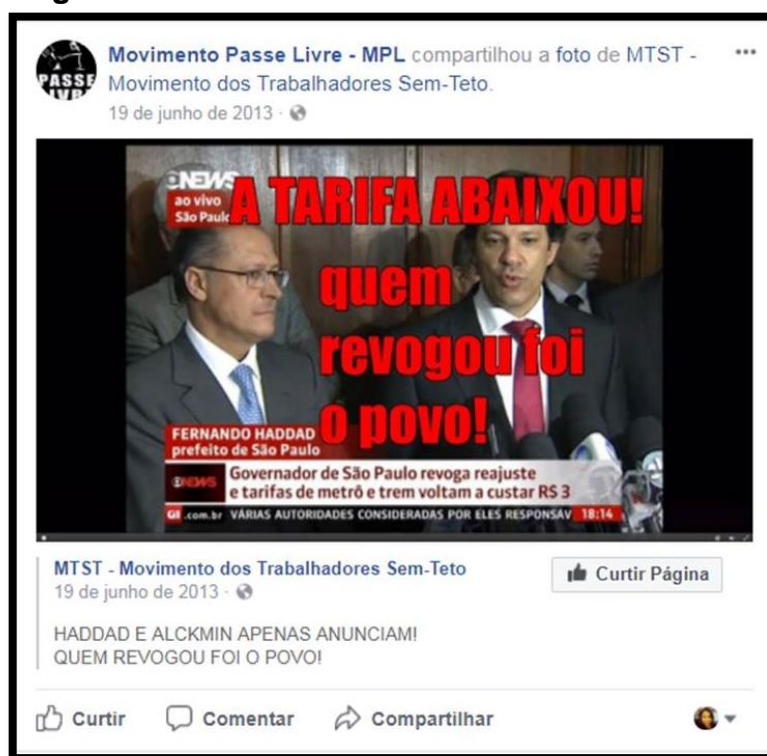 Movimento Passe Livre - MPL compartilhou a foto de MTST -
Movimento dos Trabalhadores Sem-Teto.
19 de junho de 2013 ·
PASSE
NEWS
ao vivo
São Paulo
A TARIFA ABAIXOU!
quem
revogou foi
o povo!
FERNANDO HADDAD
prefeito de São Paulo
NEWS
Governador de São Paulo revoga reajuste
e tarifas de metrô e trem voltam a custar R$ 3
G1 .com.br VÁRIAS AUTORIDADES CONSIDERADAS POR ELES RESPONSÁV 18:14
MTST - Movimento dos Trabalhadores Sem-Teto
19 de junho de 2013 ·
Curtir Página
HADDAD E ALCKMIN APENAS ANUNCIAM!
QUEM REVOGOU FOI O POVO!
Curtir Comentar Compartilhar